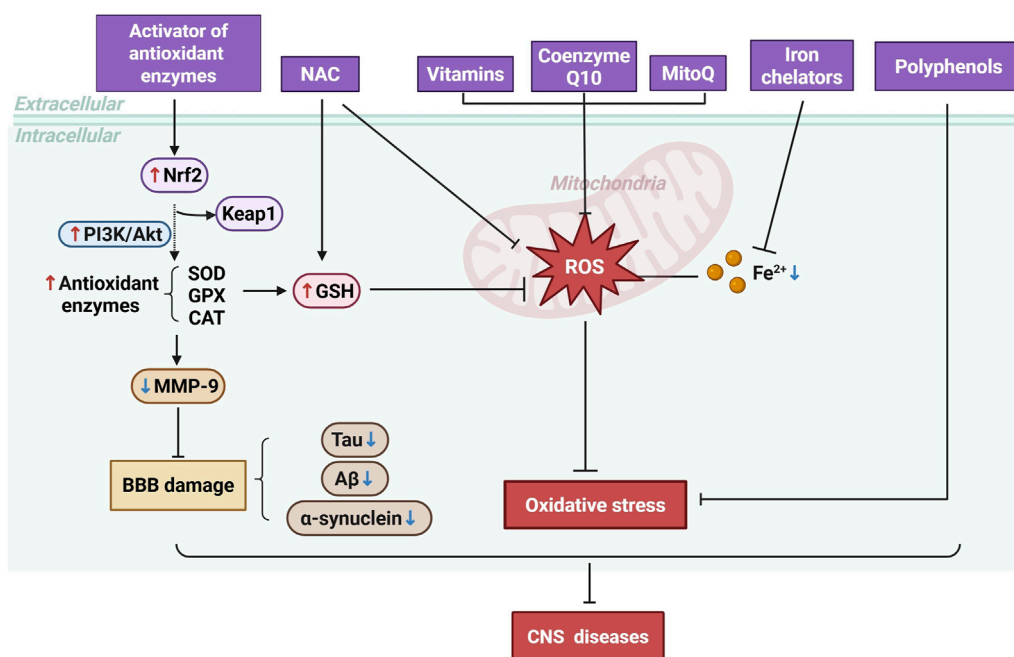 Activator of
antioxidant
enzymes
NAC
Vitamins
Coenzyme
Q10
MitoQ
Iron
chelators
Polyphenols
Extracellular
Intracellular
Mitochondria
↑Nrf2
Keap1
↑PI3K/Akt
↑Antioxidant
enzymes
SOD
GPX
CAT
↑GSH
ROS
Fe²⁺↓
↓MMP-9
BBB damage
Tau↓
Aβ↓
α-synuclein↓
Oxidative stress
CNS diseases